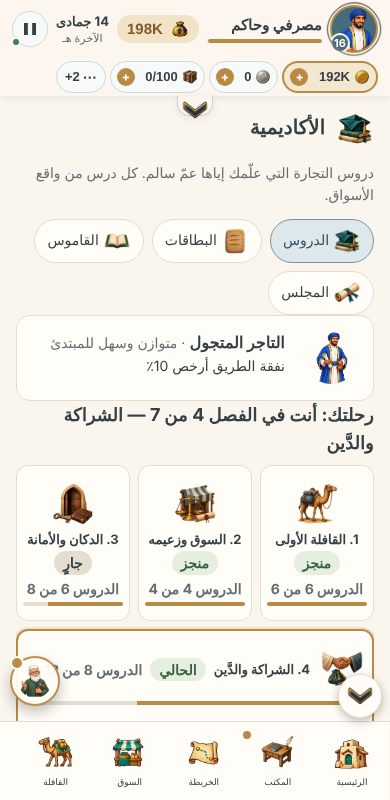 مصرفي وحاكم
16
198K
14 جمادى
الآخرة هـ
192K +
0 +
0/100 +
+2 ⋯
الأكاديمية
دروس التجارة التي علّمك إياها عمّ سالم. كل درس من واقع
الأسواق.
الدروس
البطاقات
القاموس
المجلس
التاجر المتجول · متوازن وسهل للمبتدئ
نفقة الطريق أرخص 10٪
رحلتك: أنت في الفصل 4 من 7 — الشراكة
والدَّين
1. القافلة الأولى
منجز
الدروس 6 من 6
2. السوق وزعيمه
منجز
الدروس 4 من 4
3. الدكان والأمانة
جارٍ
الدروس 6 من 8
4. الشراكة والدَّين
الحالي
الدروس 8 من
الرئيسية
المكتب
الخريطة
السوق
القافلة